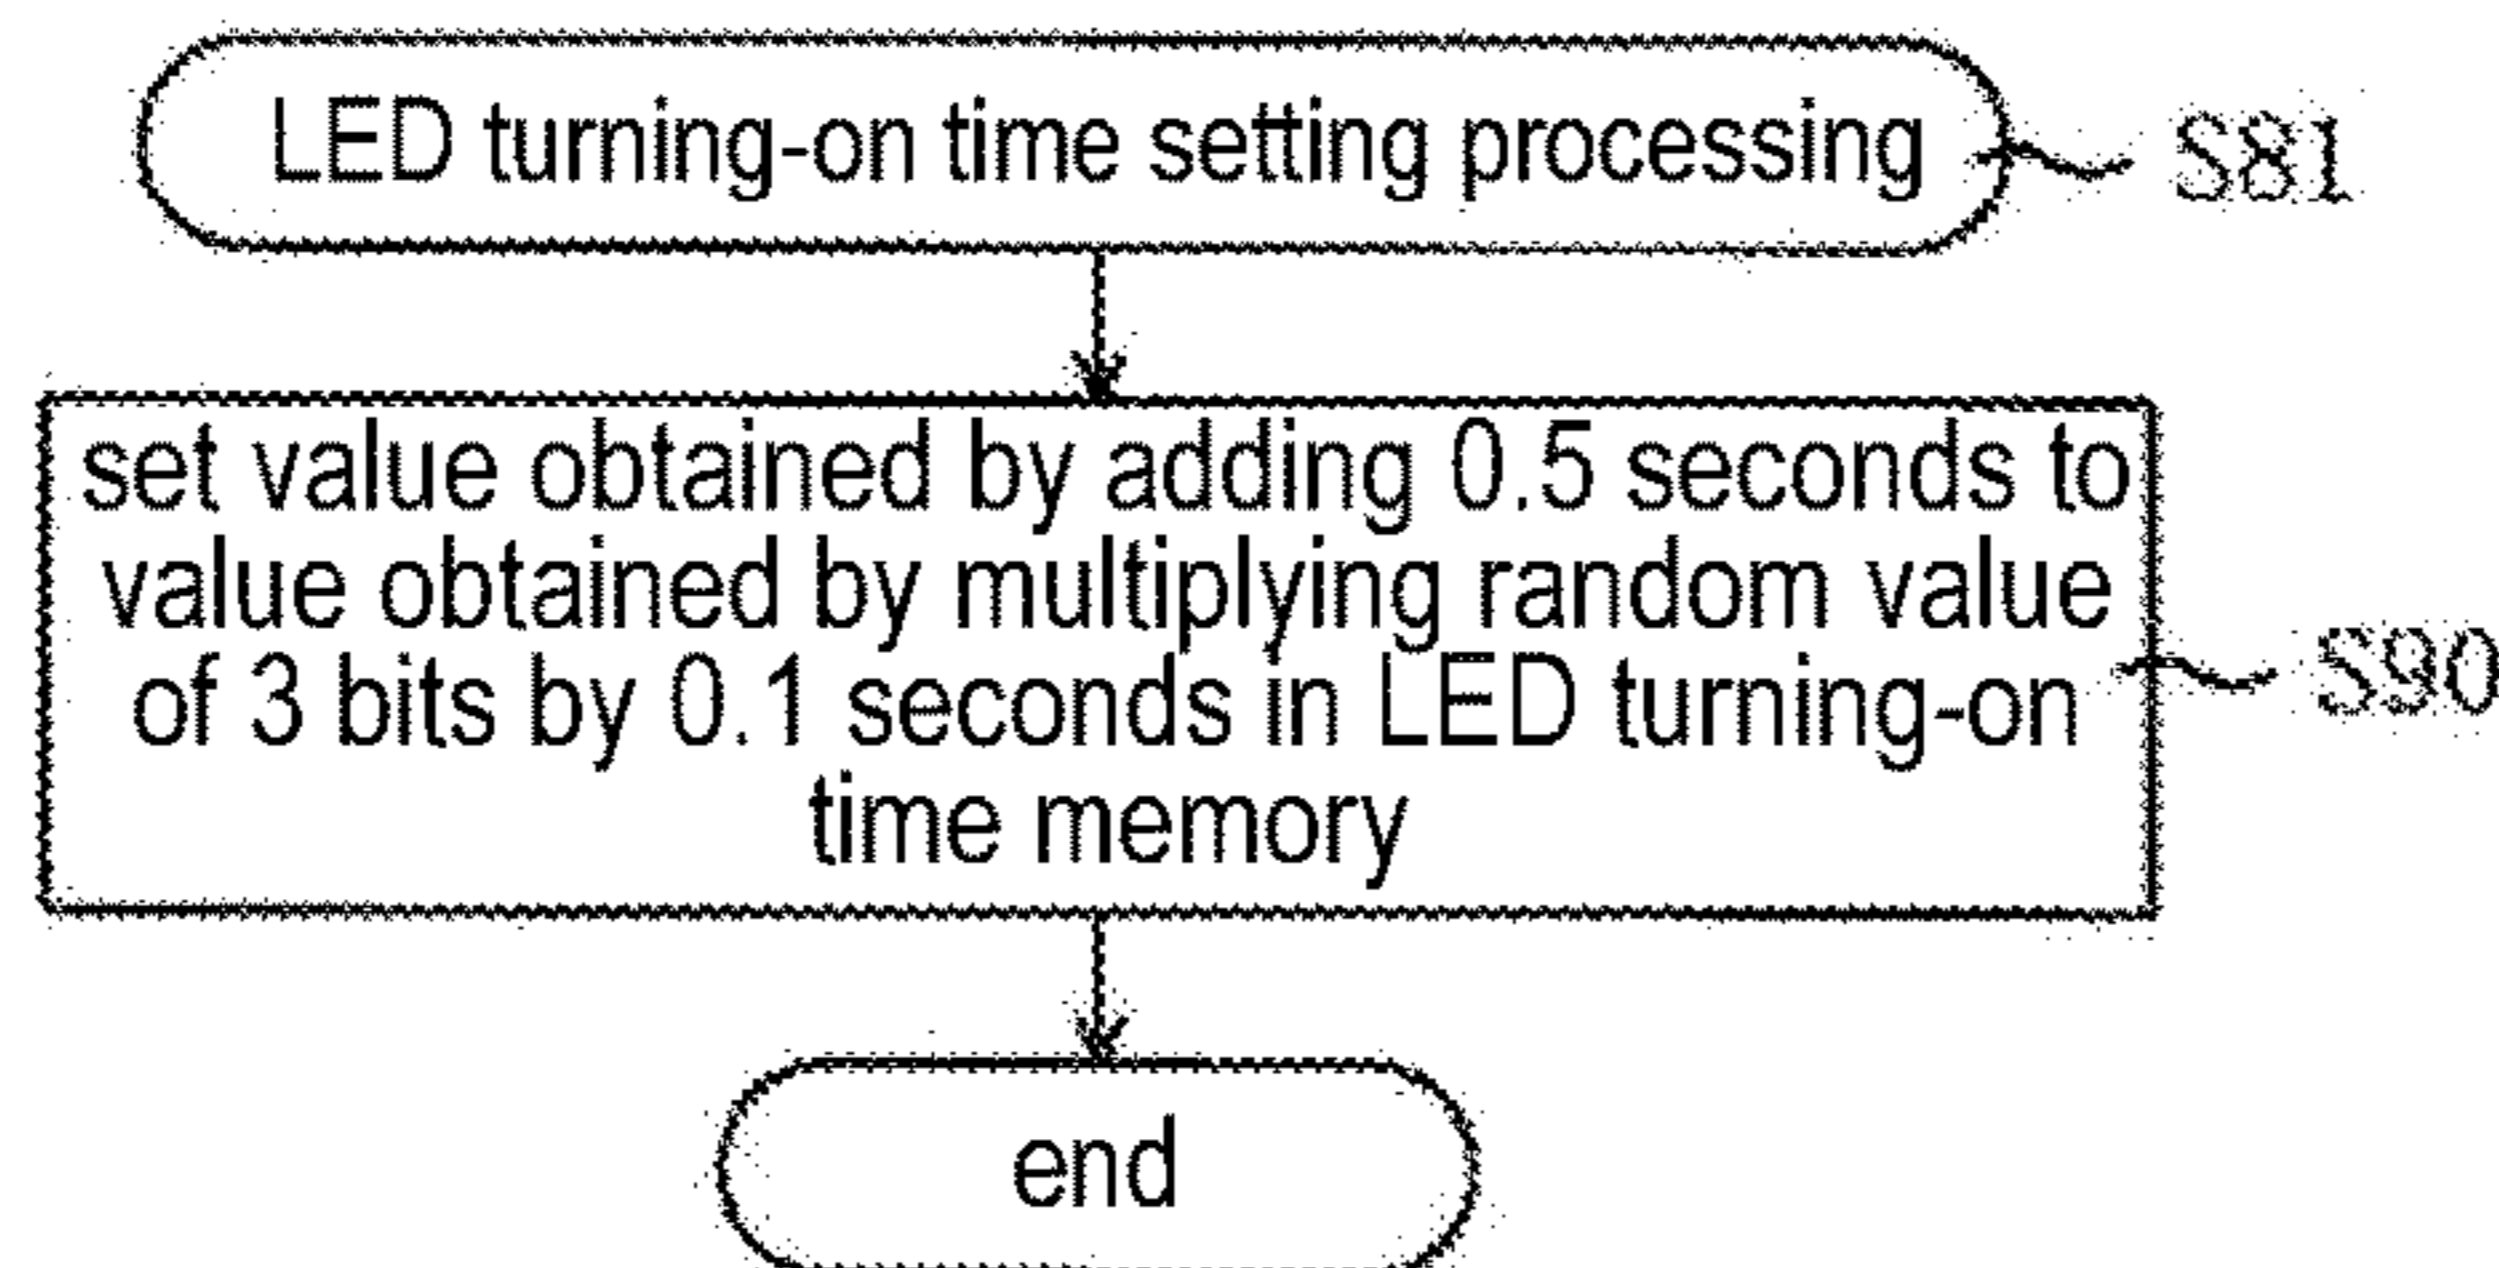 LED turning-on time setting processing
S81
set value obtained by adding 0.5 seconds to
value obtained by multiplying random value
of 3 bits by 0.1 seconds in LED turning-on
time memory
S90
end